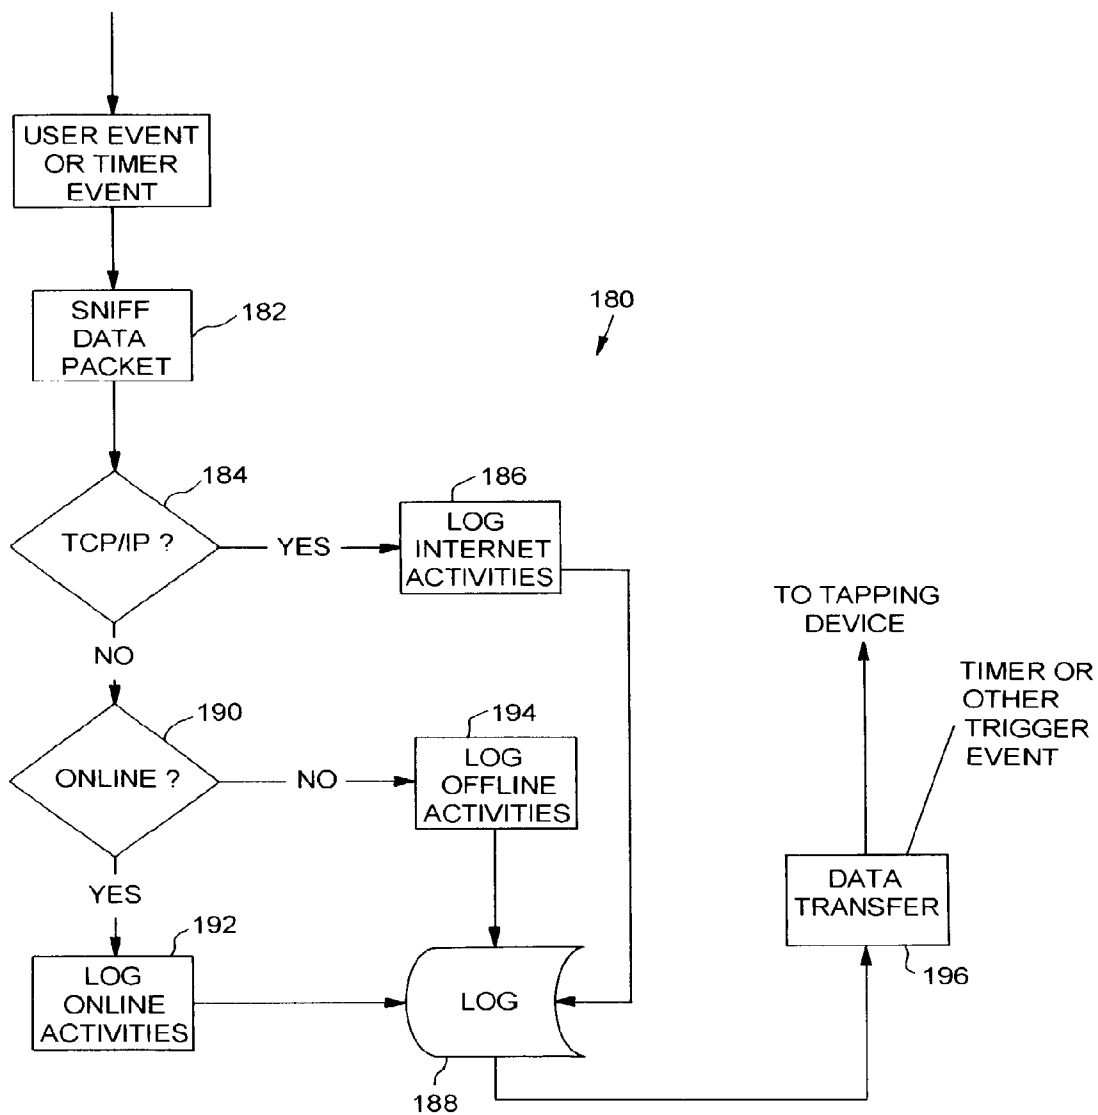 USER EVENT
OR TIMER
EVENT
SNIFF
DATA
PACKET
182
180
TCP/IP ?
184
YES
186
LOG
INTERNET
ACTIVITIES
NO
ONLINE ?
190
NO
194
LOG
OFFLINE
ACTIVITIES
YES
192
LOG
ONLINE
ACTIVITIES
LOG
188
TO TAPPING
DEVICE
TIMER OR
OTHER
TRIGGER
EVENT
DATA
TRANSFER
196